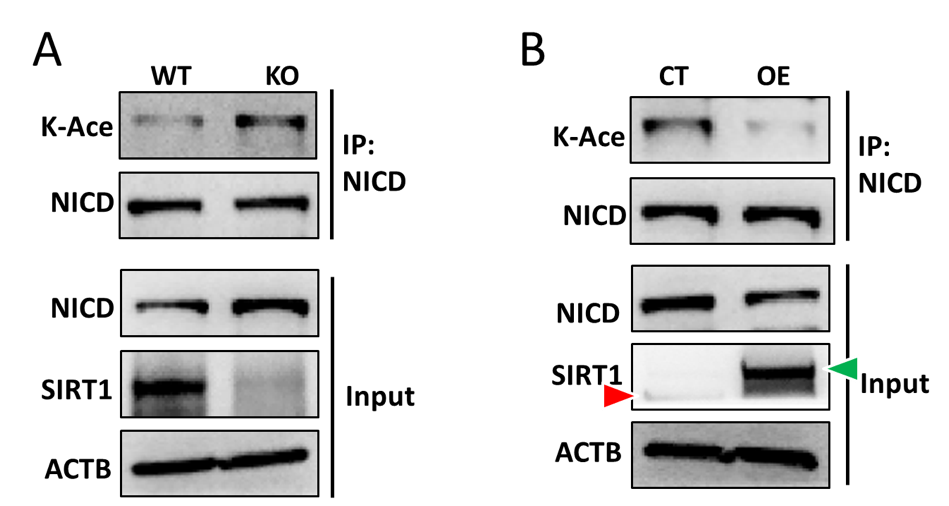 A
WT KO
K-Ace
NICD
IP:
NICD
NICD
SIRT1
ACTB
Input
B
CT OE
K-Ace
NICD
IP:
NICD
NICD
SIRT1
ACTB
Input